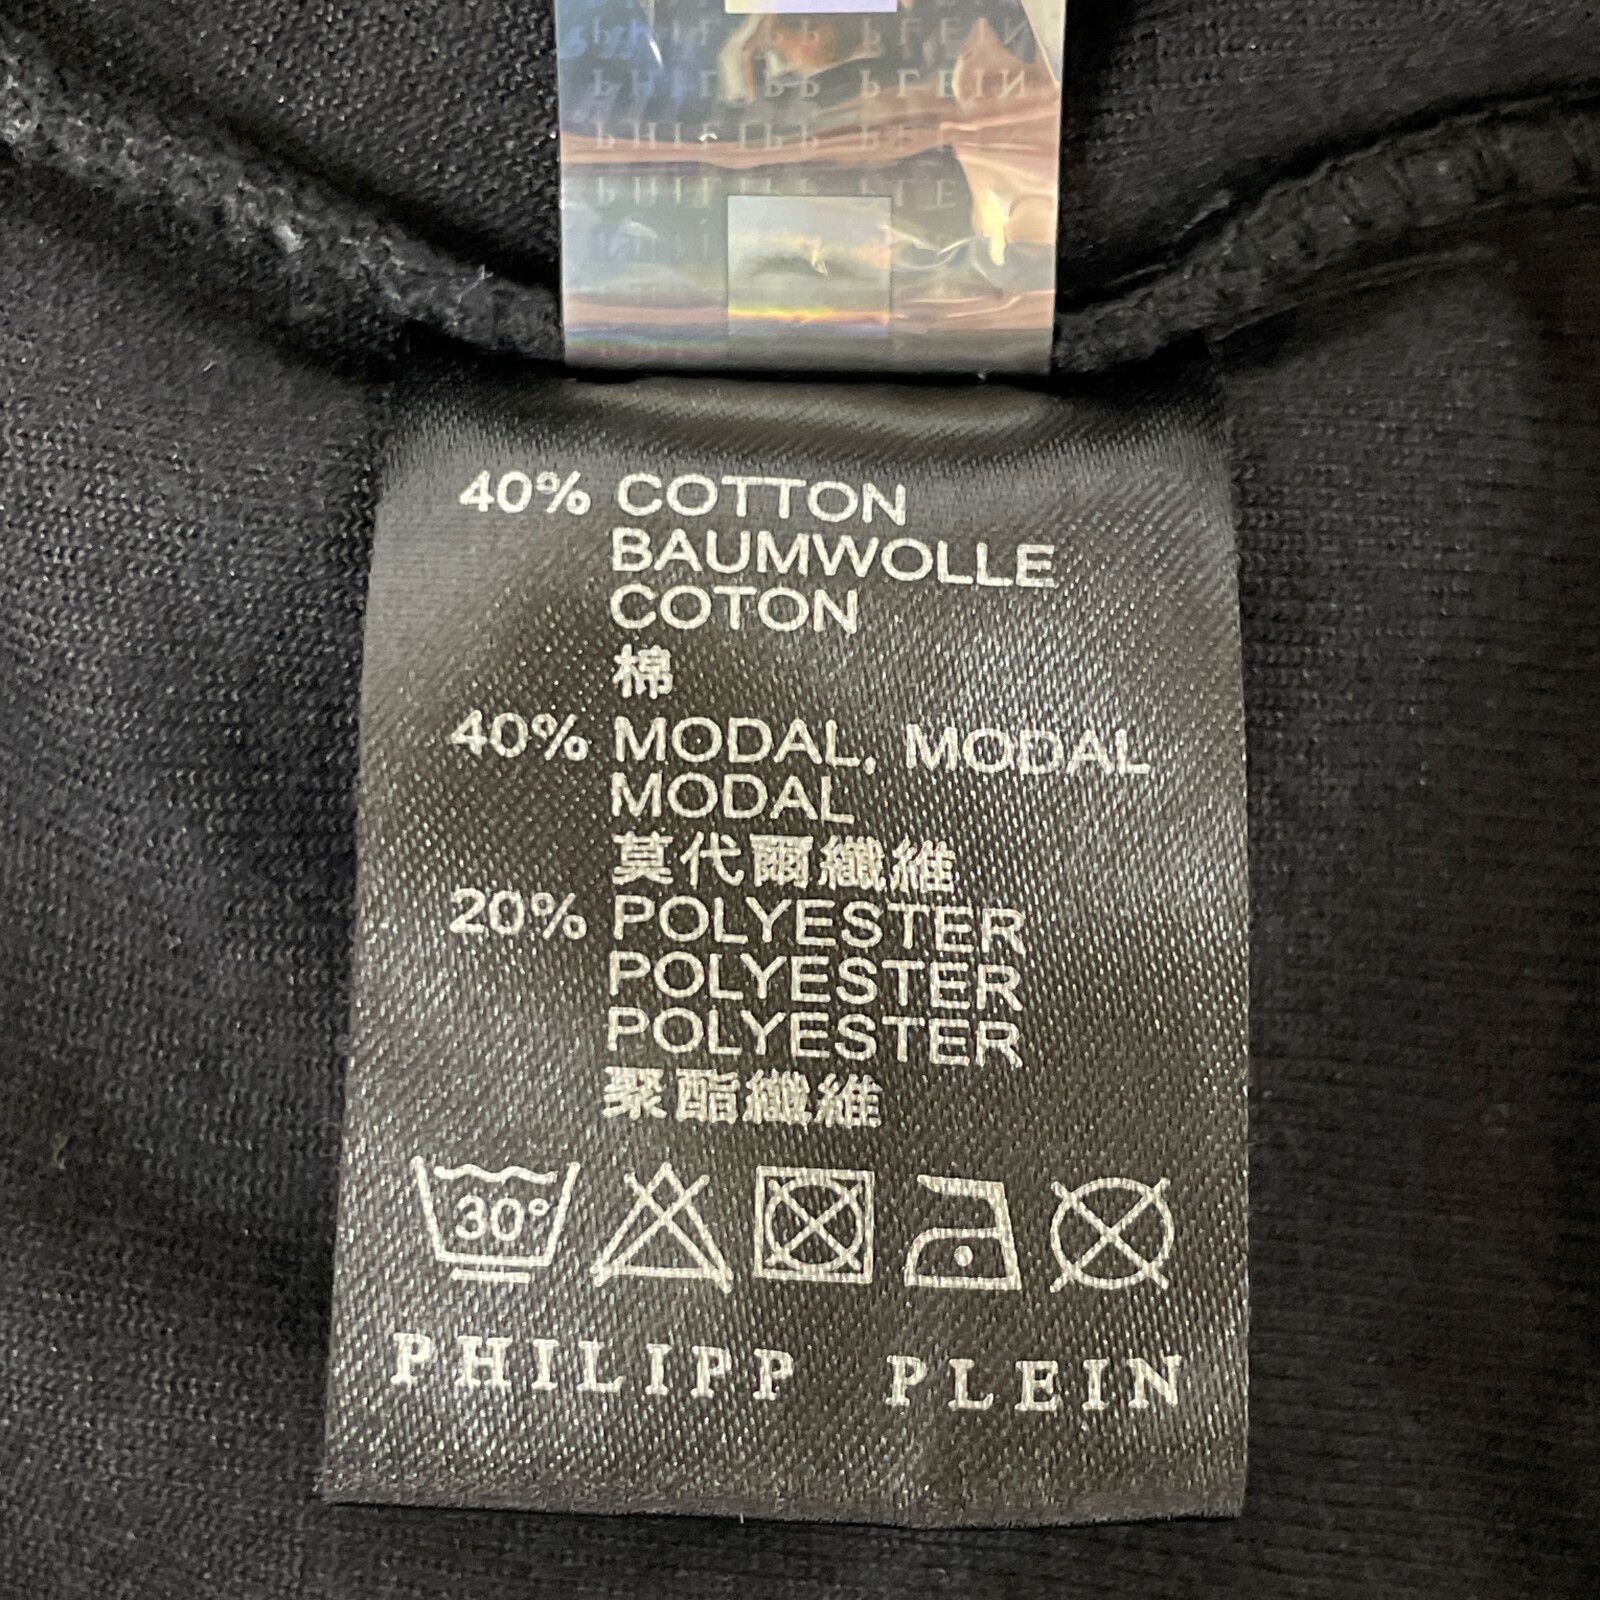 40% COTTON
BAUMWOLLE
COTON
棉
40% MODAL, MODAL
MODAL
莫代爾纖維
20% POLYESTER
POLYESTER
POLYESTER
聚酯纖維
30°
PHILIPP PLEIN